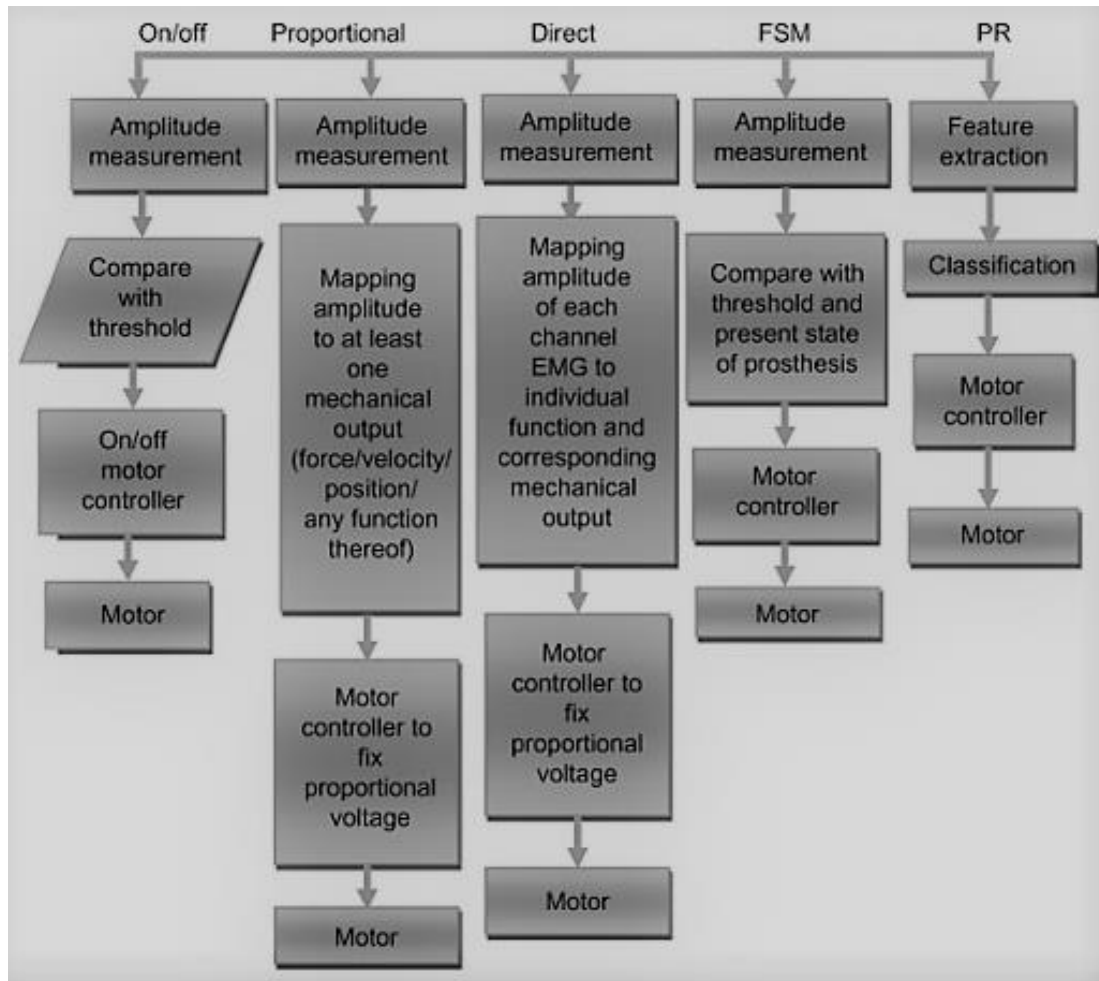 On/off
Proportional
Direct
FSM
PR
Amplitude
measurement
Compare
with
threshold
On/off
motor
controller
Motor
Amplitude
measurement
Mapping
amplitude
to at least
one
mechanical
output
(force/velocity/
position/
any function
thereof)
Motor
controller to
fix
proportional
voltage
Motor
Amplitude
measurement
Mapping
amplitude
of each
channel
EMG to
individual
function and
corresponding
mechanical
output
Motor
controller to
fix
proportional
voltage
Motor
Amplitude
measurement
Compare with
threshold and
present state
of prosthesis
Motor
controller
Motor
Feature
extraction
Classification
Motor
controller
Motor